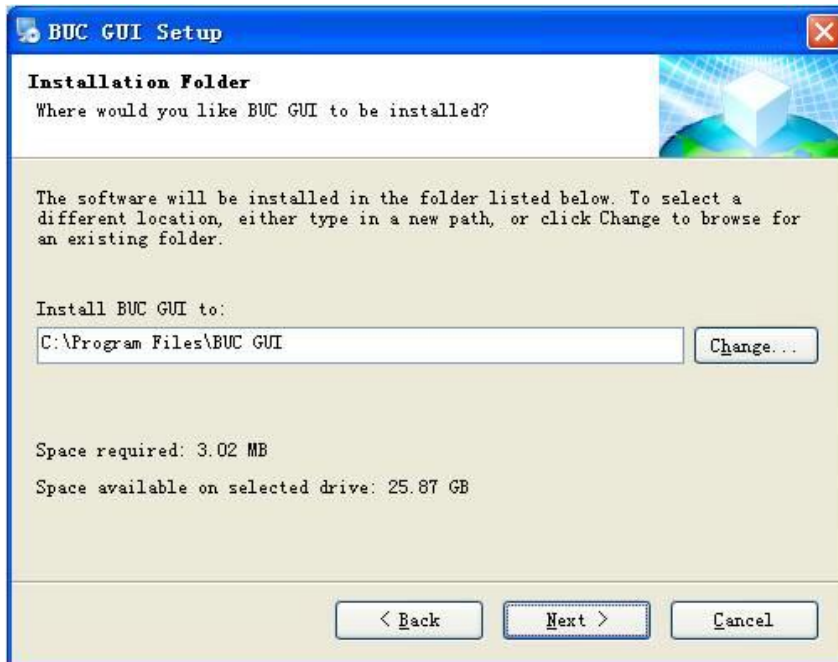 BUC GUI Setup
Installation Folder
Where would you like BUC GUI to be installed?
The software will be installed in the folder listed below. To select a
different location, either type in a new path, or click Change to browse for
an existing folder.
Install BUC GUI to:
C:\Program Files\BUC GUI
Change...
Space required: 3.02 MB
Space available on selected drive: 25.87 GB
< Back
Next >
Cancel